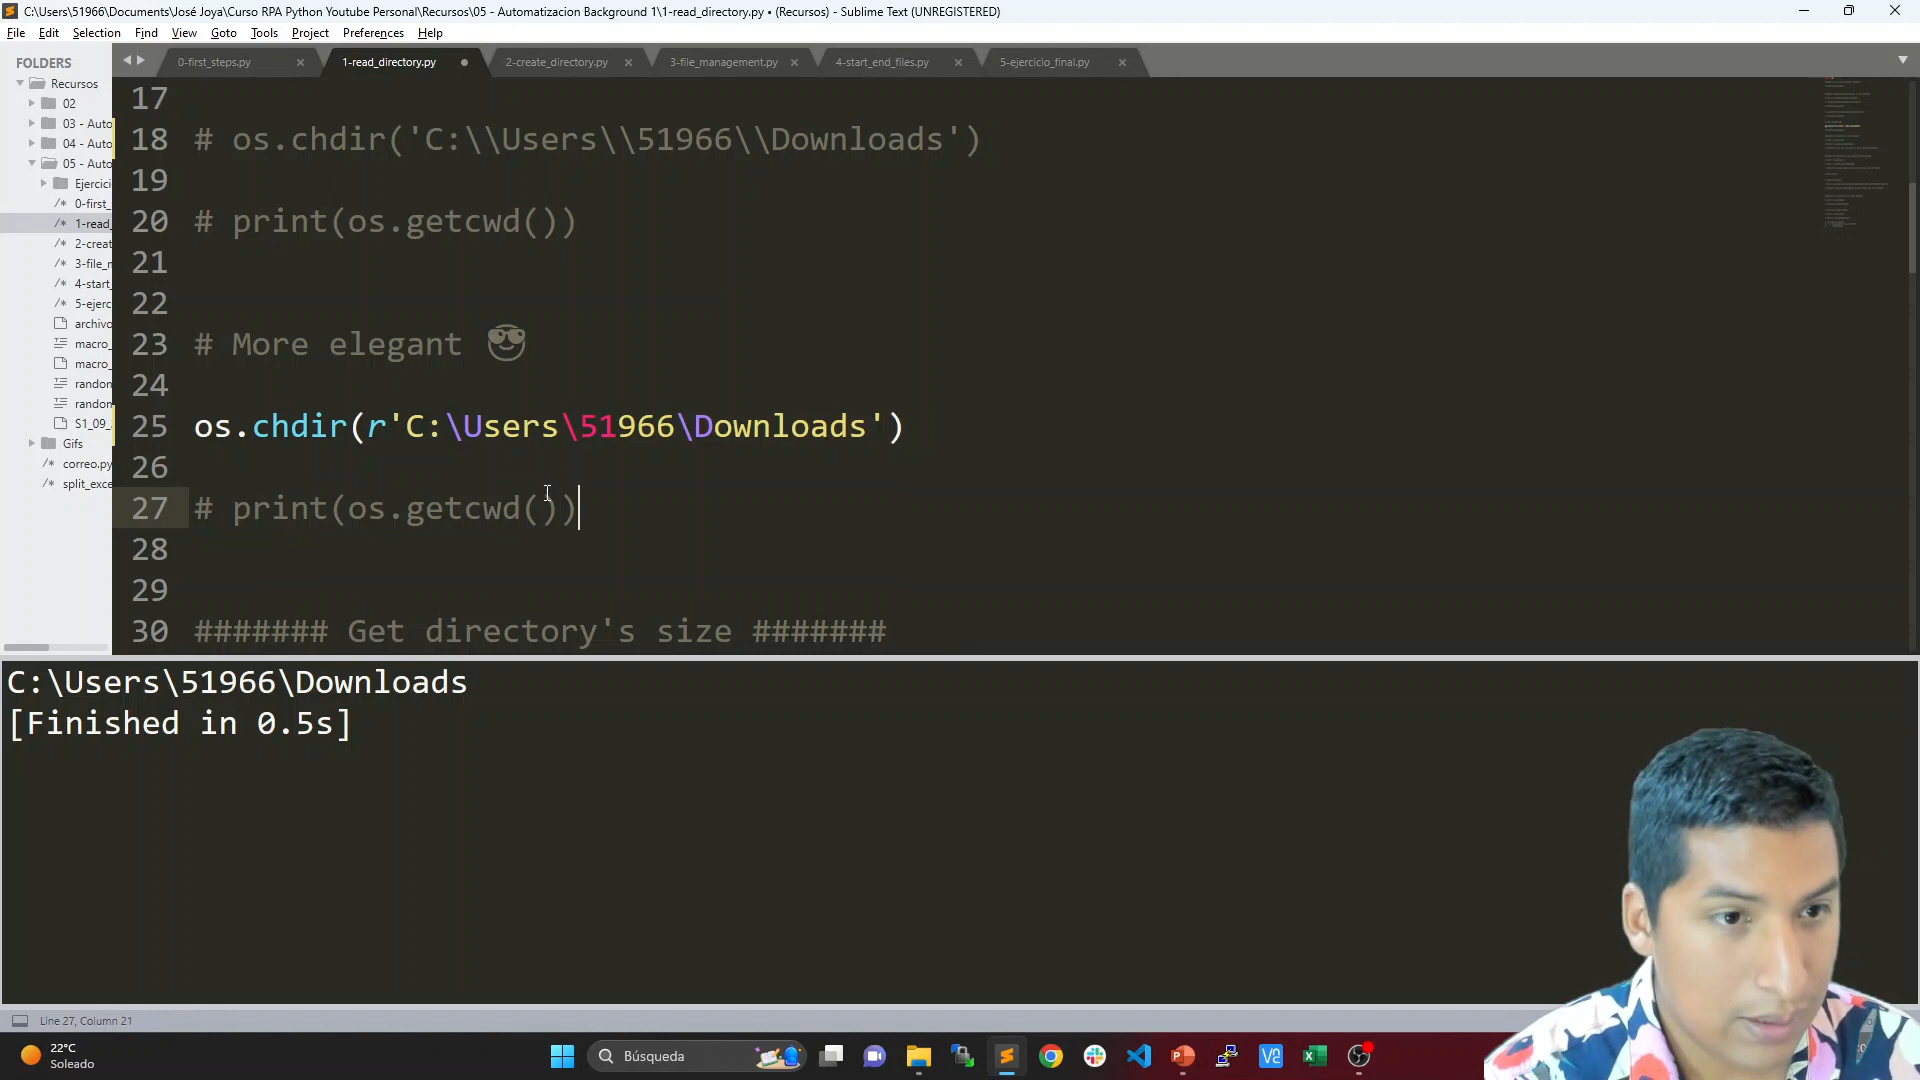 C:\Users\51966\Documents\José Joya\Curso RPA Python Youtube Personal\Recursos\05 - Automatizacion Background 1\1-read_directory.py • (Recursos) - Sublime Text (UNREGISTERED)
File Edit Selection Find View Goto Tools Project Preferences Help
FOLDERS
Recursos
02
03 - Auto
04 - Auto
05 - Auto
Ejercici
0-first_
1-read_
2-creat
3-file_r
4-start_
5-ejerc
archivo
macro_
macro_
randon
randon
S1_09_
Gifs
correo.py
split_exce
0-first_steps.py
1-read_directory.py
2-create_directory.py
3-file_management.py
4-start_end_files.py
5-ejercicio_final.py
17
18 # os.chdir('C:\\Users\\51966\\Downloads')
19
20 # print(os.getcwd())
21
22
23 # More elegant 😎
24
25 os.chdir(r'C:\Users\51966\Downloads')
26
27 # print(os.getcwd())
28
29
30 ####### Get directory's size #######
C:\Users\51966\Downloads
[Finished in 0.5s]
Line 27, Column 21
22°C
Soleado
Búsqueda